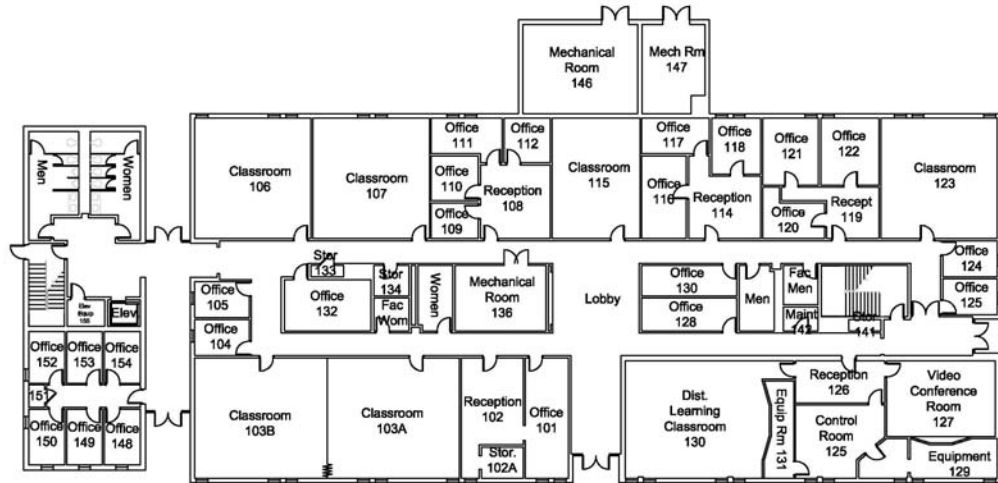 Mechanical
Room
146
Mech Rm
147
Men
Women
Classroom
106
Classroom
107
Office
111
Office
112
Office
110
Office
109
Reception
108
Classroom
115
Office
117
Office
118
Office
116
Reception
114
Office
121
Office
122
Office
120
Recept
119
Classroom
123
Office
124
Office
125
Stor
133
Stor
134
Office
132
Fac
Wom
Women
Mechanical
Room
136
Lobby
Office
130
Office
128
Men
Fac
Men
Maint
142
Stor
141
Elev
Equip
Elev
Office
105
Office
104
Office
152
Office
153
Office
154
151
Office
150
Office
149
Office
148
Classroom
103B
Classroom
103A
Reception
102
Stor.
102A
Office
101
Dist.
Learning
Classroom
130
Equip Rm 131
Reception
126
Control
Room
125
Video
Conference
Room
127
Equipment
129